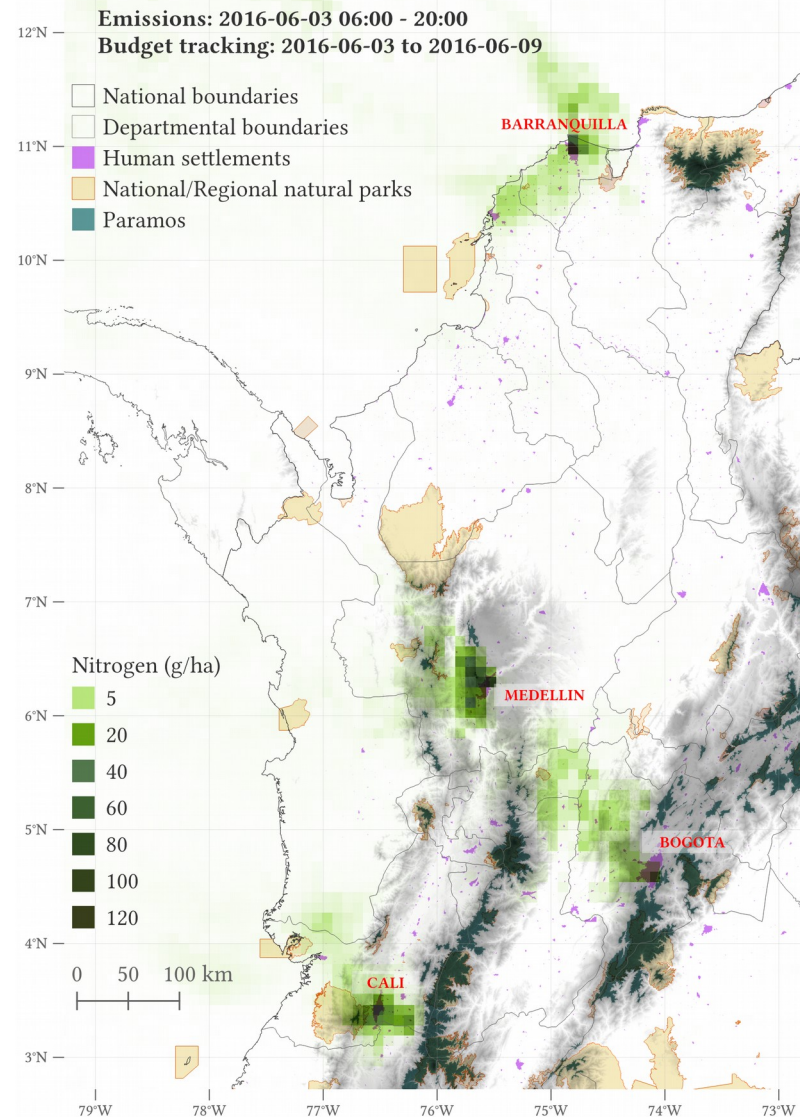 Emissions: 2016-06-03 06:00 - 20:00
Budget tracking: 2016-06-03 to 2016-06-09
National boundaries
Departmental boundaries
Human settlements
National/Regional natural parks
Paramos
12°N
11°N
10°N
9°N
8°N
7°N
6°N
5°N
4°N
3°N
BARRANQUILLA
MEDELLIN
BOGOTA
CALI
Nitrogen (g/ha)
5
20
40
60
80
100
120
0 50 100 km
79°W 78°W 77°W 76°W 75°W 74°W 73°W